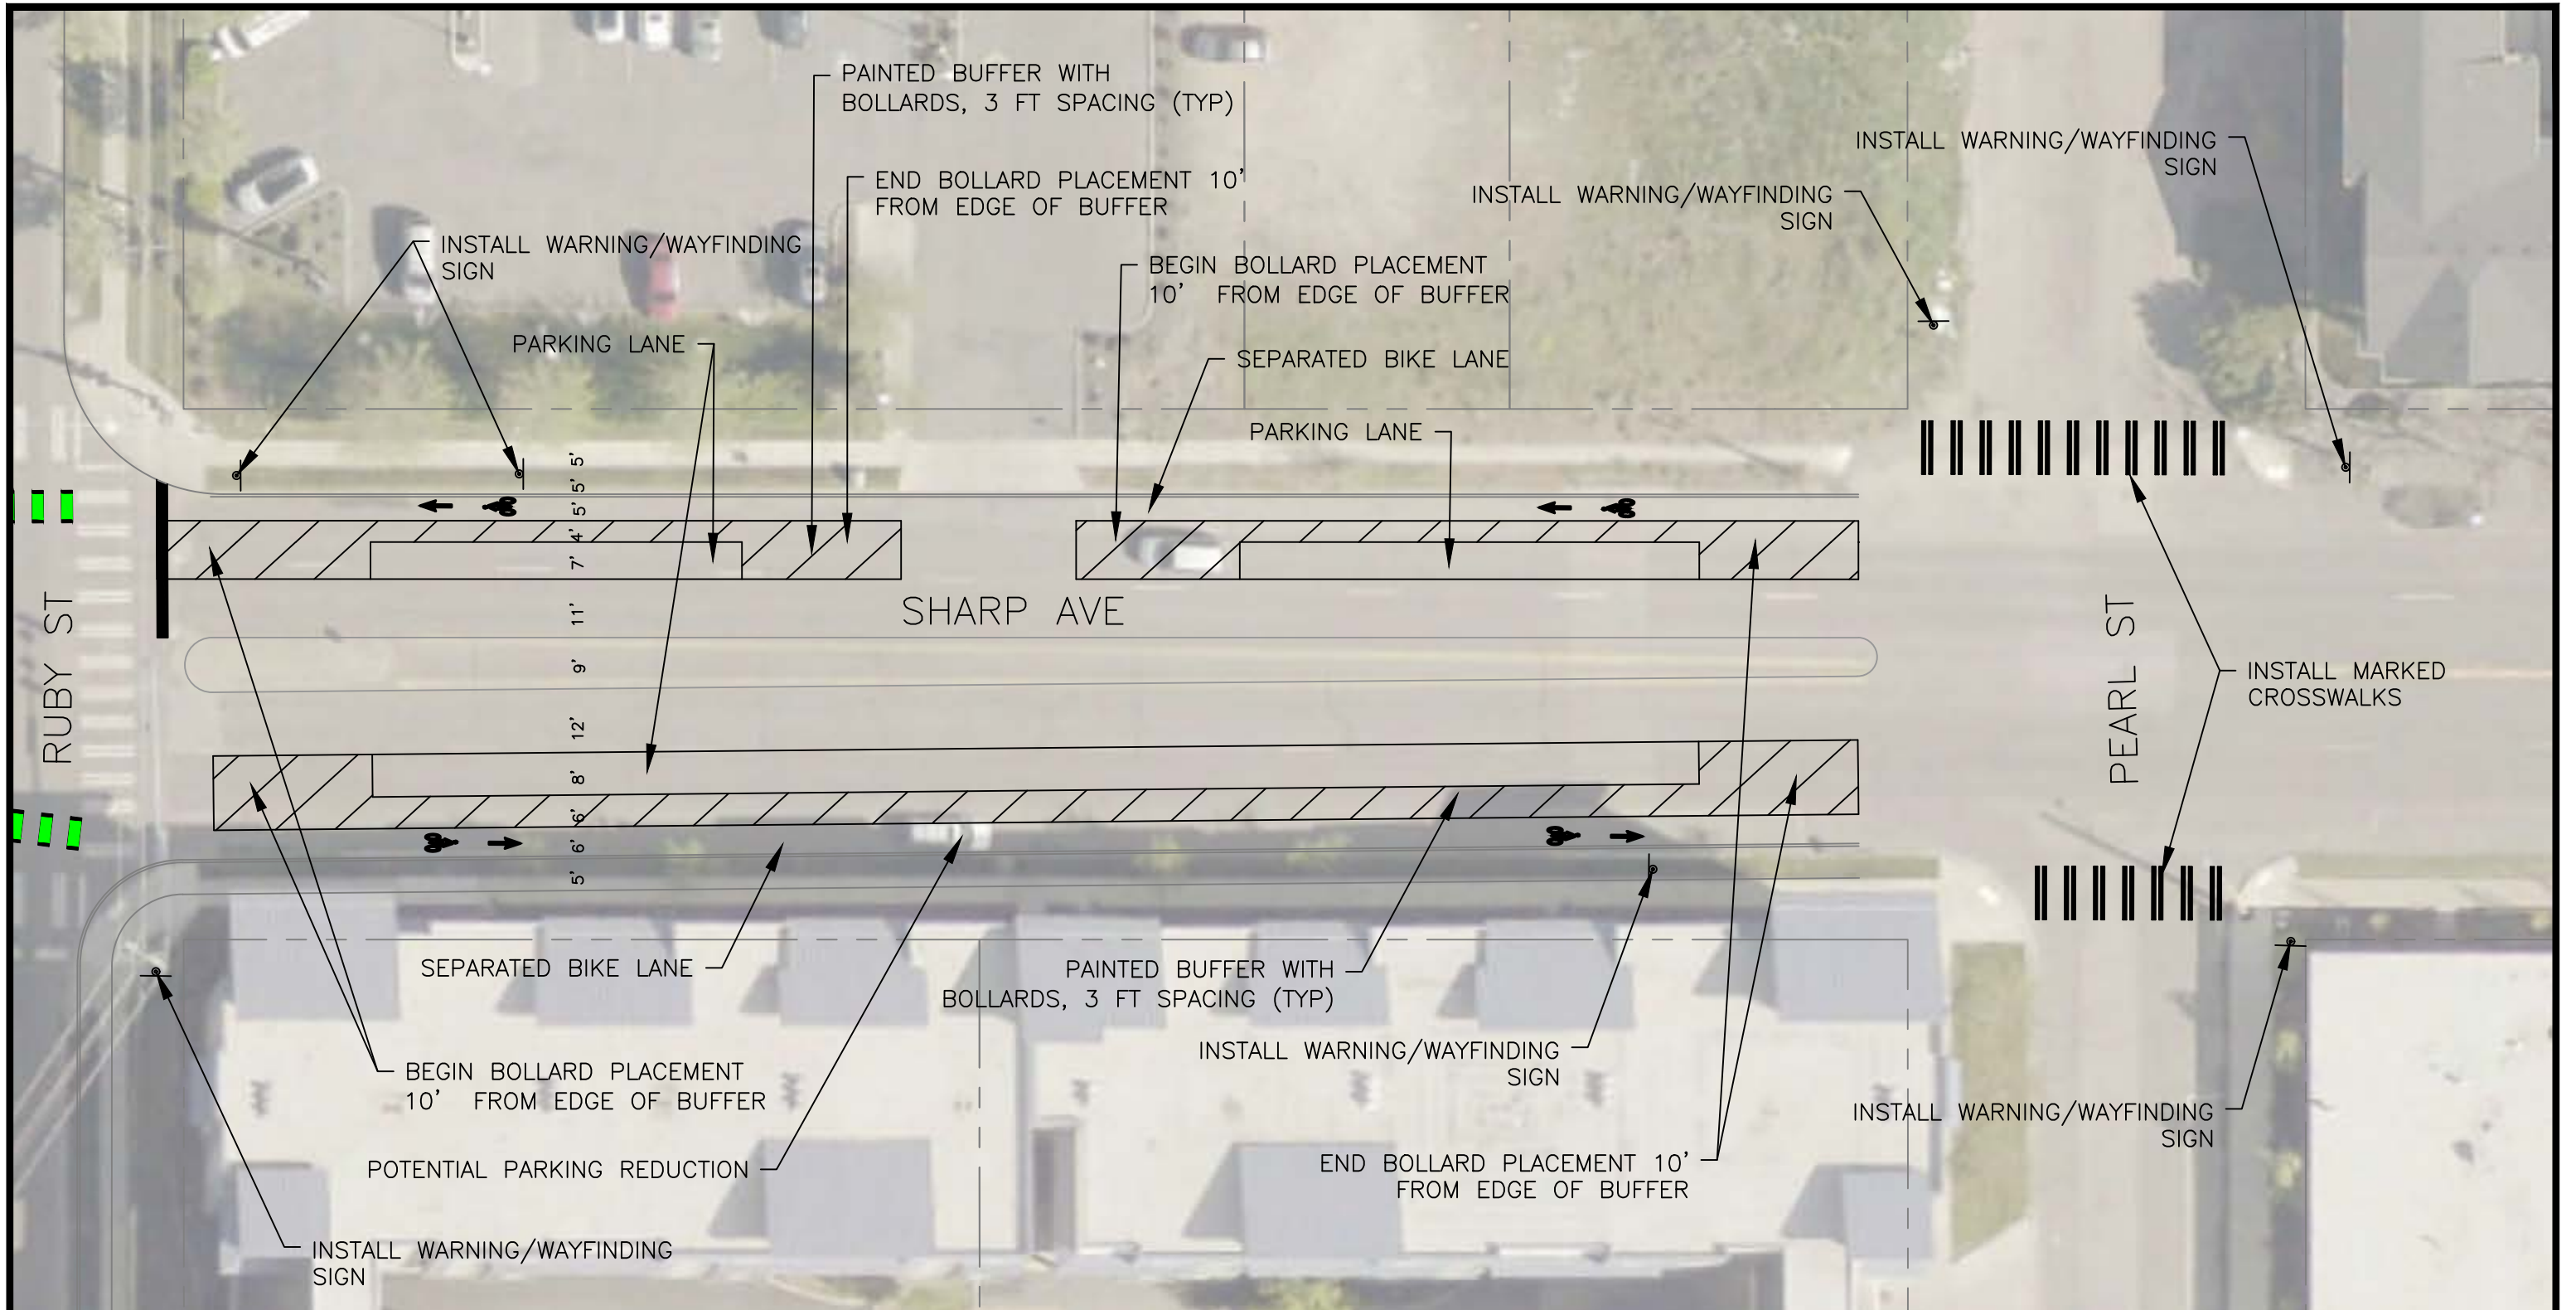 PAINTED BUFFER WITH
BOLLARDS, 3 FT SPACING (TYP)
INSTALL WARNING/WAYFINDING
SIGN
END BOLLARD PLACEMENT 10'
FROM EDGE OF BUFFER
INSTALL WARNING/WAYFINDING
SIGN
INSTALL WARNING/WAYFINDING
SIGN
BEGIN BOLLARD PLACEMENT
10' FROM EDGE OF BUFFER
PARKING LANE
SEPARATED BIKE LANE
PARKING LANE
5'
5'
5'
4'
7'
11'
9'
12'
8'
6'
6'
5'
SHARP AVE
RUBY ST
PEARL ST
INSTALL MARKED
CROSSWALKS
SEPARATED BIKE LANE
PAINTED BUFFER WITH
BOLLARDS, 3 FT SPACING (TYP)
INSTALL WARNING/WAYFINDING
SIGN
BEGIN BOLLARD PLACEMENT
10' FROM EDGE OF BUFFER
INSTALL WARNING/WAYFINDING
SIGN
POTENTIAL PARKING REDUCTION
END BOLLARD PLACEMENT 10'
FROM EDGE OF BUFFER
INSTALL WARNING/WAYFINDING
SIGN